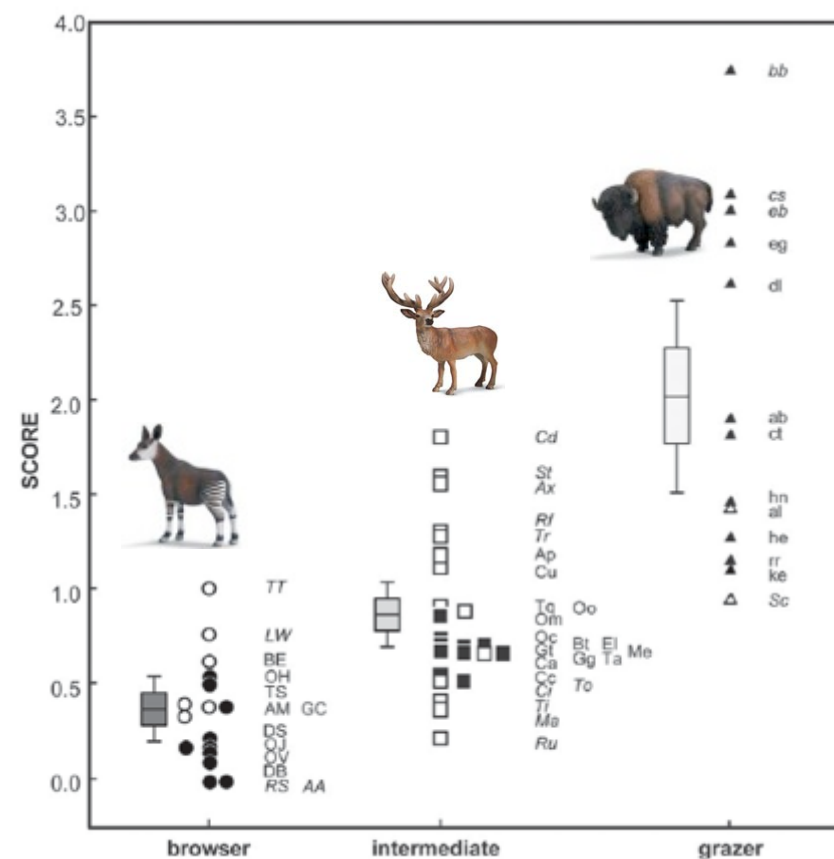 4.0
3.5
3.0
2.5
2.0
1.5
1.0
0.5
0.0
SCORE
TT
LW
BE
OH
TS
AM GC
DS
OJ
OV
DB
RS AA
Cd
St
Ax
Rf
Tr
Ap
Cu
Tq Oo
Om
Oc Bt El
Gt Me
Ca Gg Ta
Cc
Ci To
Ti
Ma
Ru
bb
cs
eb
eg
dl
ab
ct
hn
al
he
rr
ke
Sc
browser intermediate grazer